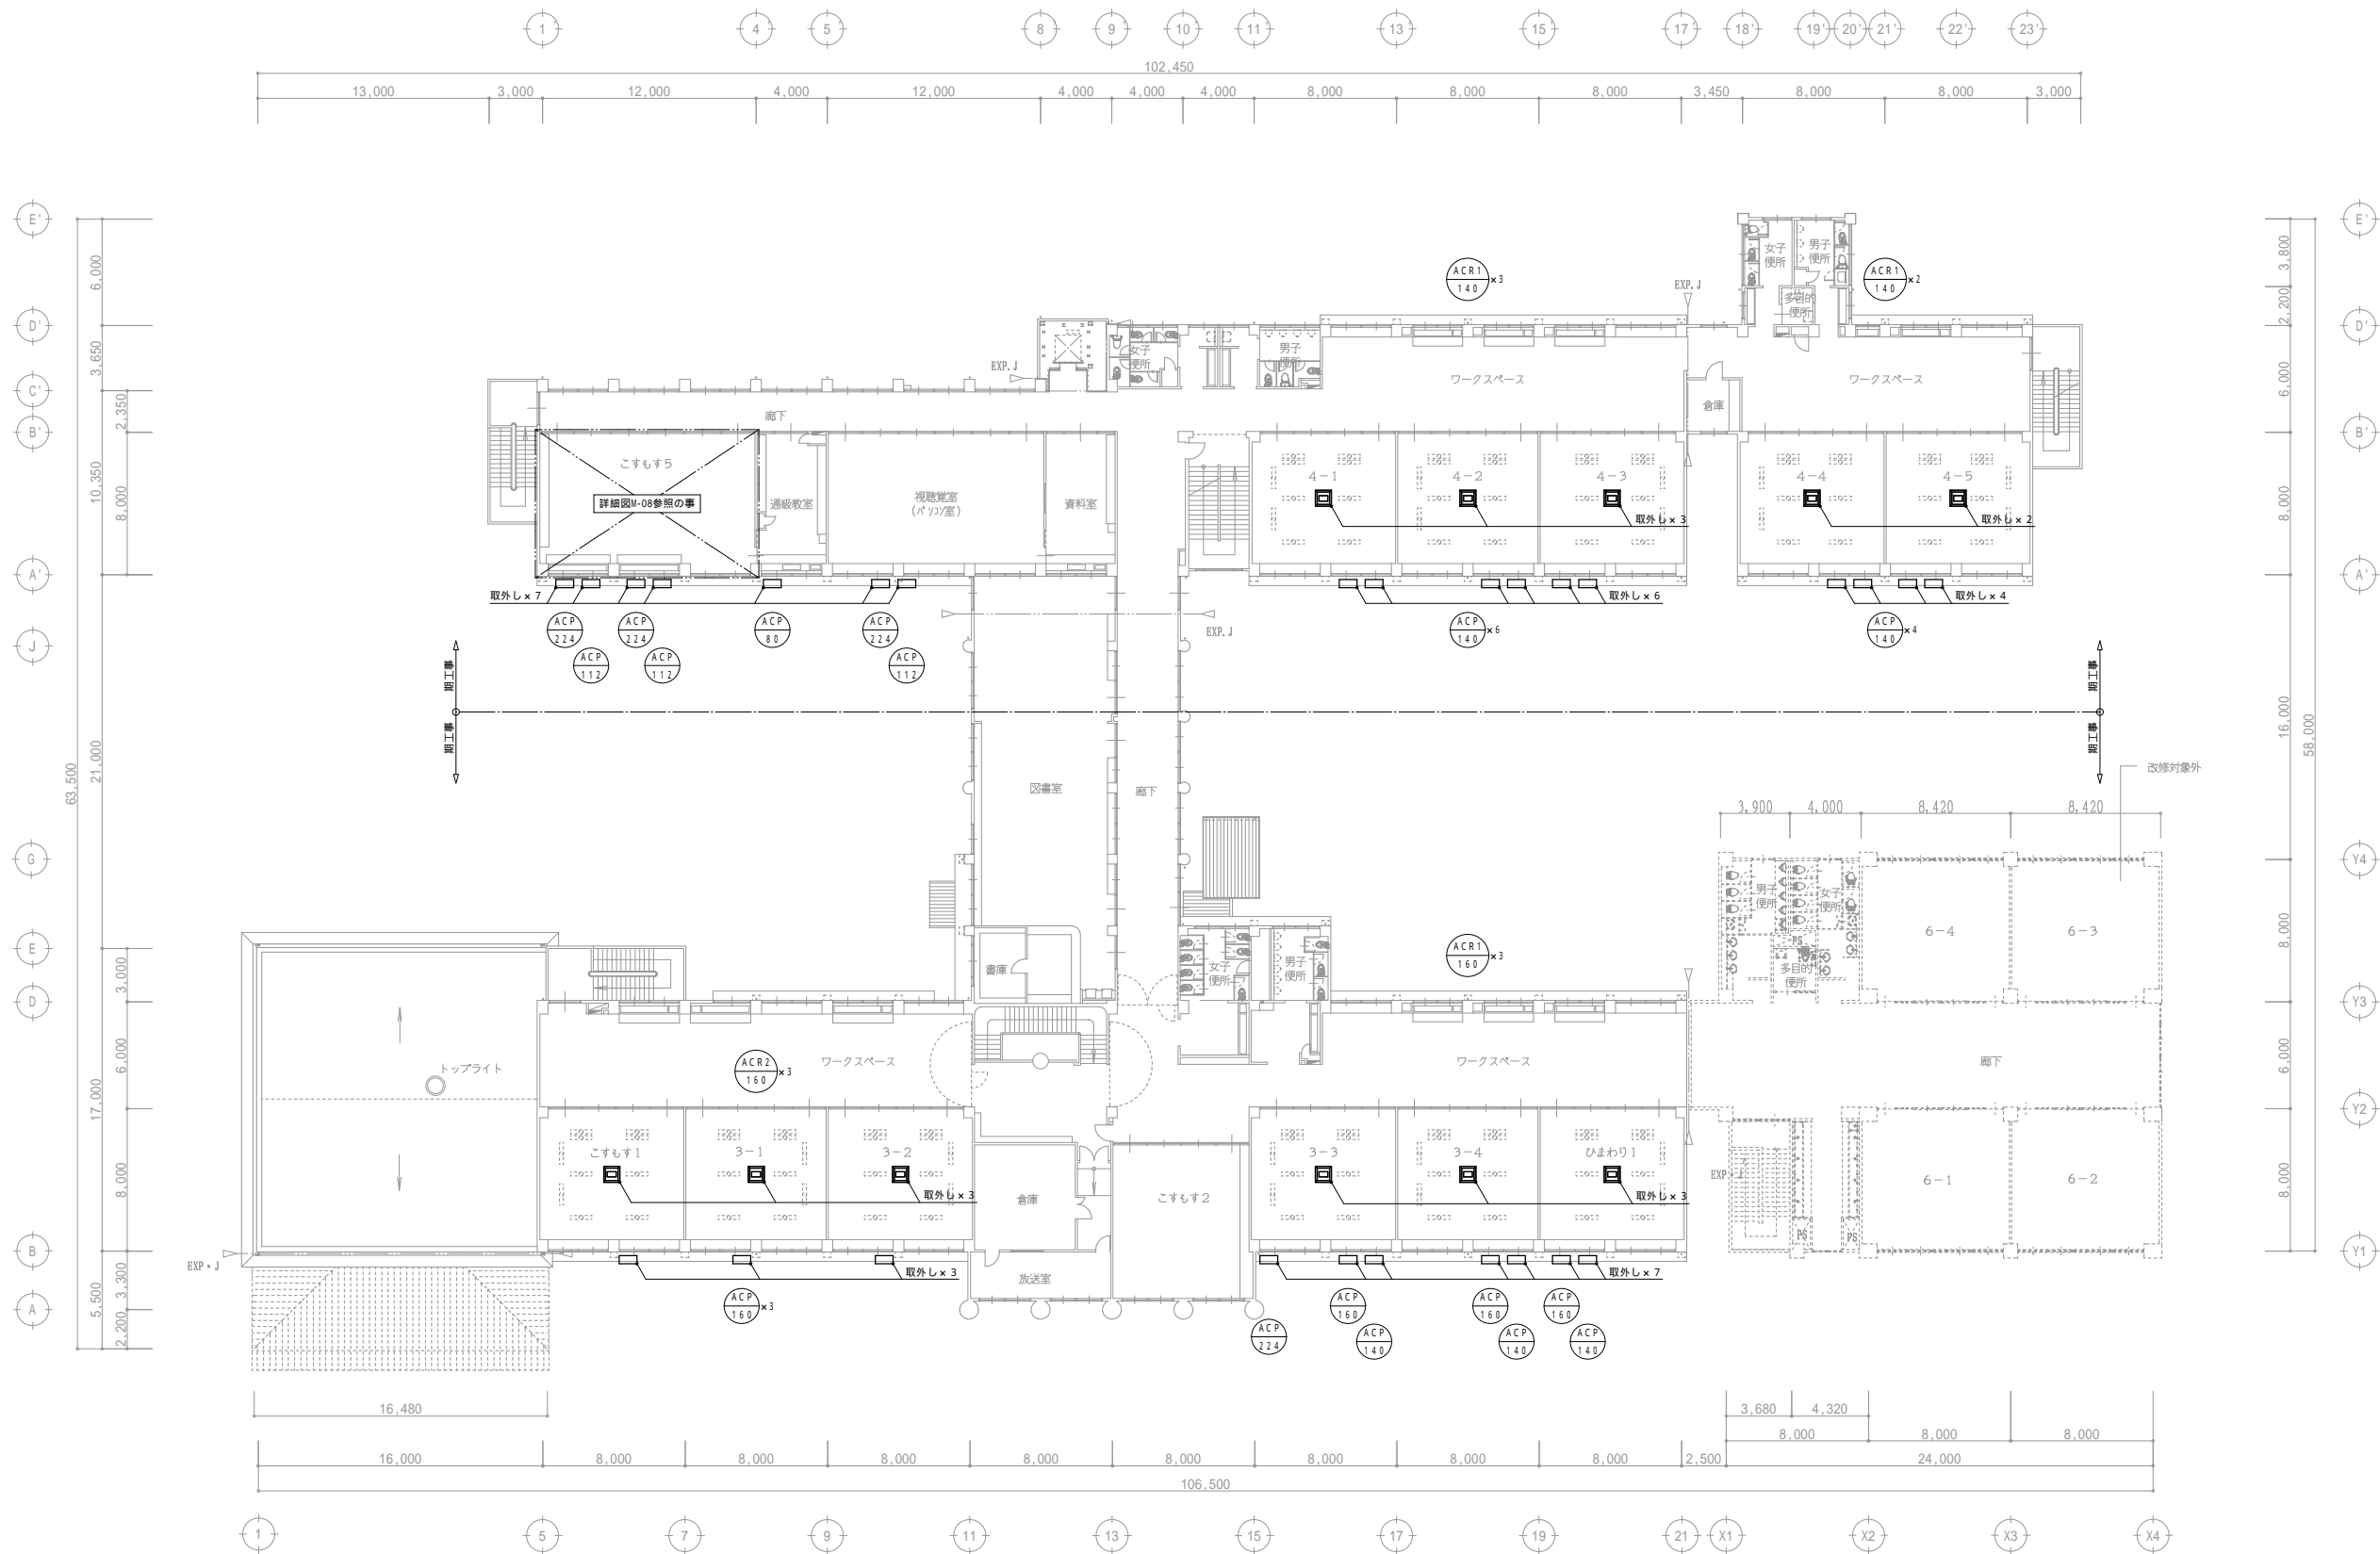 1' 4' 5' 8' 9' 10' 11' 13' 15' 17' 18' 19' 20' 21' 22' 23'
102,450
13,000 3,000 12,000 4,000 12,000 4,000 4,000 4,000 8,000 8,000 8,000 3,450 8,000 8,000 3,000
E' E'
6,000 3,800
2,200
D' D'
3,650
C'
2,350
6,000
B' B'
10,350
8,000 8,000
A' A'
J
21,000
63,500
16,000
58,000
G Y4
E
3,000
8,000
D Y3
6,000 6,000
Y2
17,000
8,000 8,000
B Y1
3,300
5,500
A
2,200
女子
便所
男子
便所
多目的
便所
ACR1
140
×3
ACR1
140
×2
EXP.J
EXP.J
女子
便所
男子
便所
ワークスペース
ワークスペース
倉庫
廊下
こすもす5
詳細図M-08参照の事
通級教室
視聴覚室
(パソコン室)
資料室
4-1 4-2 4-3 4-4 4-5
取外し×3
取外し×2
取外し×7
取外し×6
取外し×4
ACP
224
ACP
112
ACP
224
ACP
112
ACP
80
ACP
224
ACP
112
EXP.J
ACP
140
×6
ACP
140
×4
期工事
期工事
期工事
期工事
改修対象外
図書室
廊下
3,900 4,000 8,420 8,420
男子
便所
女子
便所
PS
多目的
便所
6-4 6-3
書庫
女子
便所
男子
便所
ACR1
160
×3
トップライト
ACR2
160
×3
ワークスペース
ワークスペース
廊下
こすもす1 3-1 3-2
取外し×3
倉庫
こすもす2
3-3 3-4 ひまわり1
取外し×3
EXP.J
6-1 6-2
PS PS
EXP.J
取外し×3
放送室
取外し×7
ACP
160
×3
ACP
224
ACP
160
ACP
140
ACP
160
ACP
140
ACP
160
ACP
140
16,480
3,680 4,320
8,000 8,000 8,000
16,000 8,000 8,000 8,000 8,000 8,000 8,000 8,000 8,000 2,500 24,000
106,500
1 5 7 9 11 13 15 17 19 21 X1 X2 X3 X4